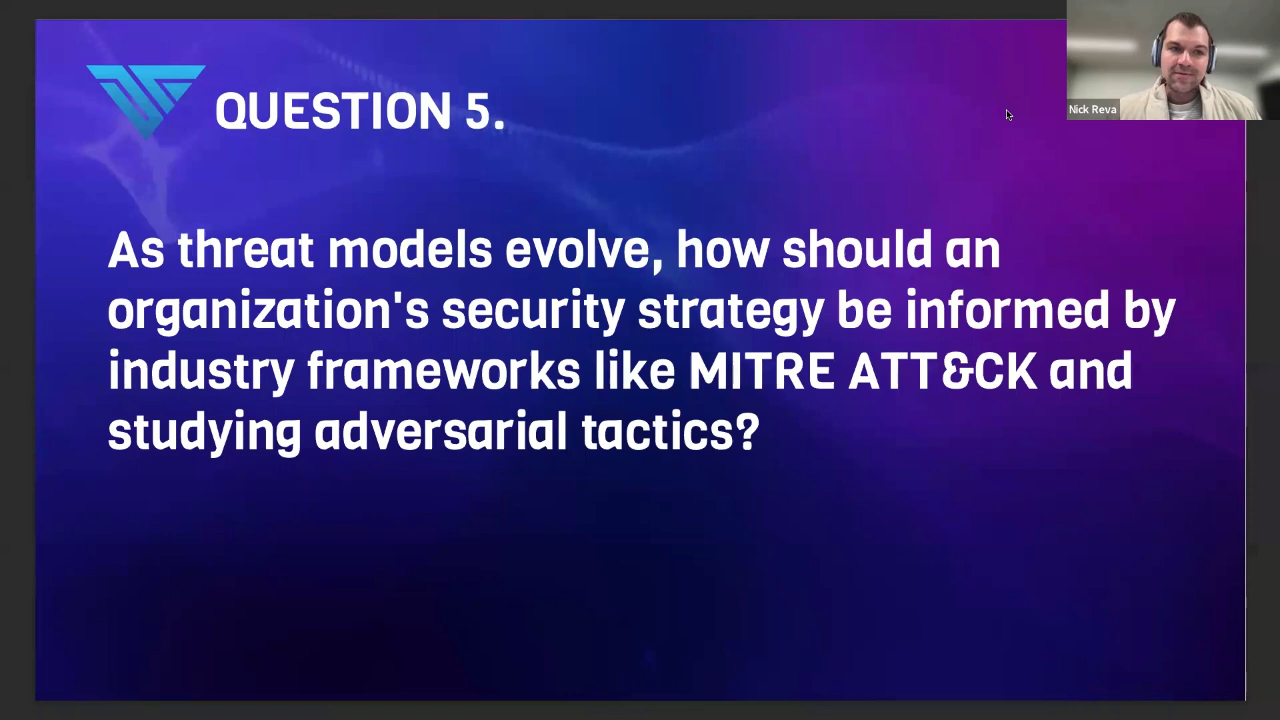 QUESTION 5.
As threat models evolve, how should an
organization's security strategy be informed by
industry frameworks like MITRE ATT&CK and
studying adversarial tactics?
Nick Reva